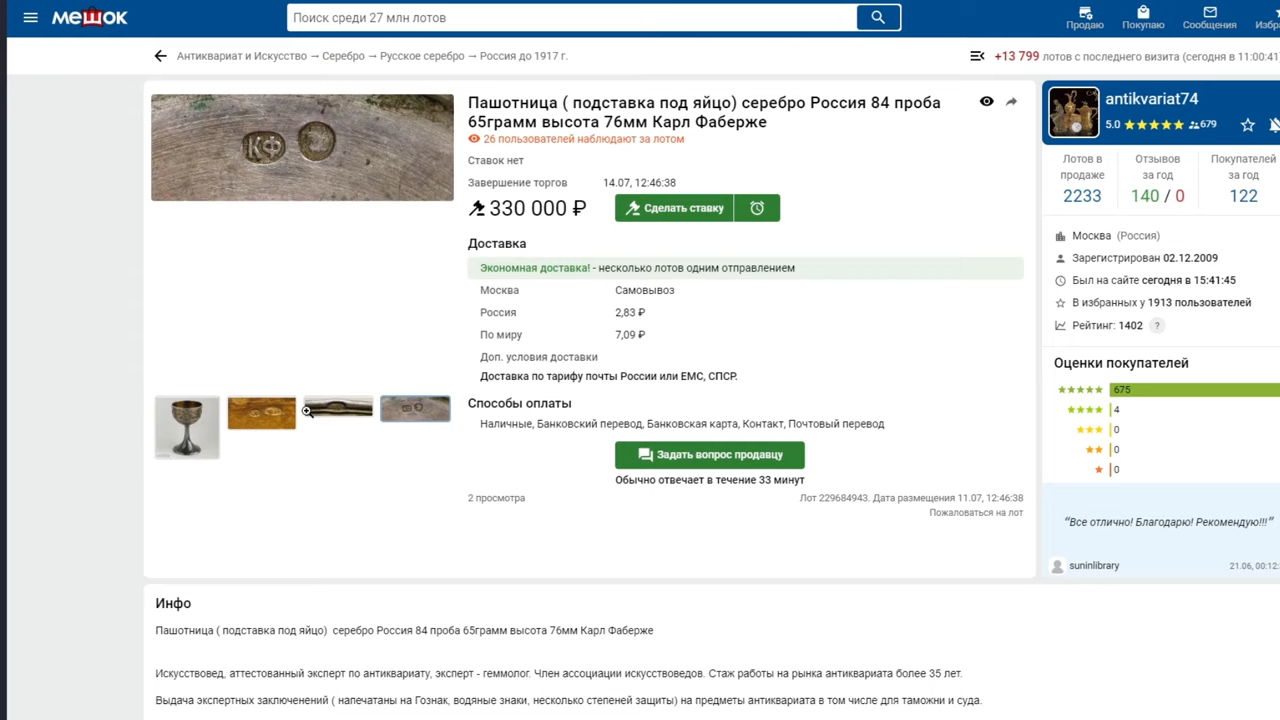 мешок
Поиск среди 27 млн лотов
Продаю
Покупаю
Сообщения
Избра
Антиквариат и Искусство → Серебро → Русское серебро → Россия до 1917 г.
+13 799 лотов с последнего визита (сегодня в 11:00:41)
КФ
Пашотница ( подставка под яйцо) серебро Россия 84 проба
65грамм высота 76мм Карл Фаберже
26 пользователей наблюдают за лотом
Ставок нет
Завершение торгов 14.07, 12:46:38
330 000 ₽
Сделать ставку
Доставка
Экономная доставка! - несколько лотов одним отправлением
Москва Самовывоз
Россия 2,83 ₽
По миру 7,09 ₽
Доп. условия доставки
Доставка по тарифу почты России или EMC, СПСР.
Способы оплаты
Наличные, Банковский перевод, Банковская карта, Контакт, Почтовый перевод
Задать вопрос продавцу
Обычно отвечает в течение 33 минут
2 просмотра
Лот 229684943. Дата размещения 11.07, 12:46:38
Пожаловаться на лот
antikvariat74
5.0 ★★★★★ 679
Лотов в продаже
2233
Отзывов за год
140 / 0
Покупателей за год
122
Москва (Россия)
Зарегистрирован 02.12.2009
Был на сайте сегодня в 15:41:45
В избранных у 1913 пользователей
Рейтинг: 1402 ?
Оценки покупателей
★★★★★ 675
★★★★ 4
★★★ 0
★★ 0
★ 0
“Все отлично! Благодарю! Рекомендую!!!”
suninlibrary
21.06, 00:12:
Инфо
Пашотница ( подставка под яйцо) серебро Россия 84 проба 65грамм высота 76мм Карл Фаберже
Искусствовед, аттестованный эксперт по антиквариату, эксперт - геммолог. Член ассоциации искусствоведов. Стаж работы на рынка антиквариата более 35 лет.
Выдача экспертных заключенений ( напечатаны на Гознак, водяные знаки, несколько степеней защиты) на предметы антиквариата в том числе для таможни и суда.